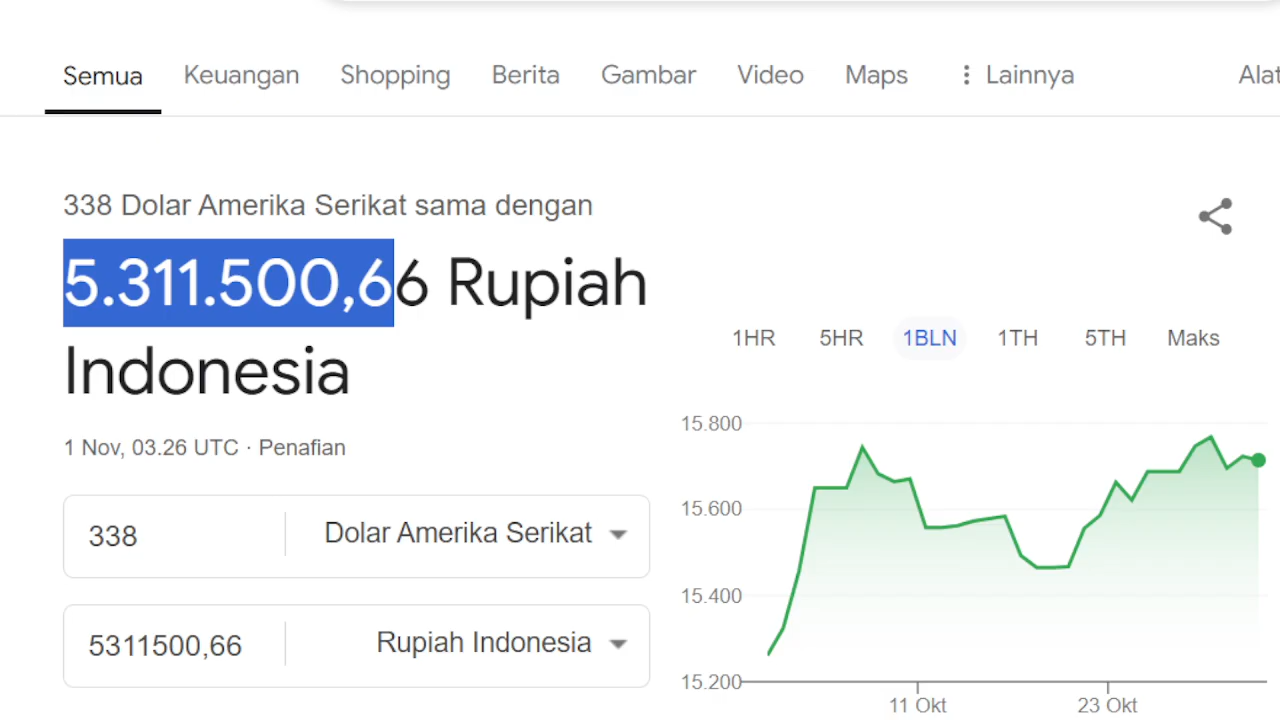 Semua Keuangan Shopping Berita Gambar Video Maps Lainnya
338 Dolar Amerika Serikat sama dengan
5.311.500,66 Rupiah
Indonesia
1 Nov, 03.26 UTC · Penafian
338 Dolar Amerika Serikat
5311500,66 Rupiah Indonesia
1HR 5HR 1BLN 1TH 5TH Maks
15.800
15.600
15.400
15.200
11 Okt 23 Okt